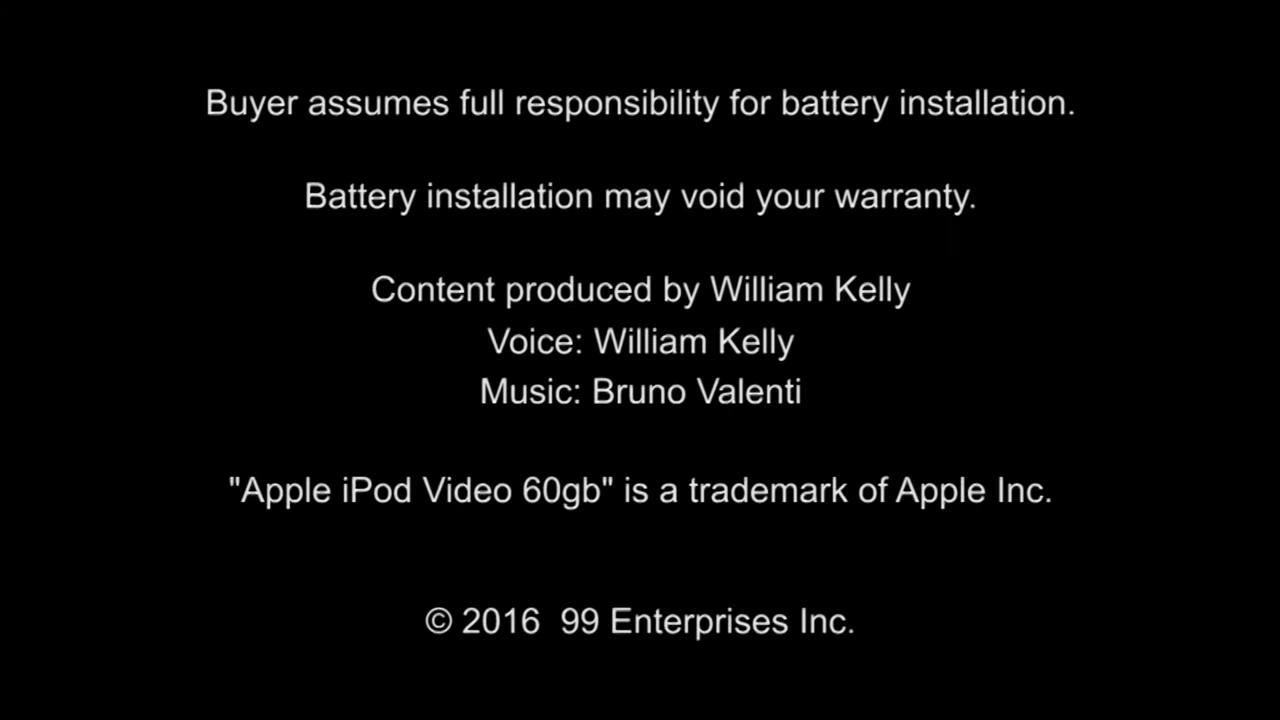 Buyer assumes full responsibility for battery installation.
Battery installation may void your warranty.
Content produced by William Kelly
Voice: William Kelly
Music: Bruno Valenti
"Apple iPod Video 60gb" is a trademark of Apple Inc.
© 2016  99 Enterprises Inc.